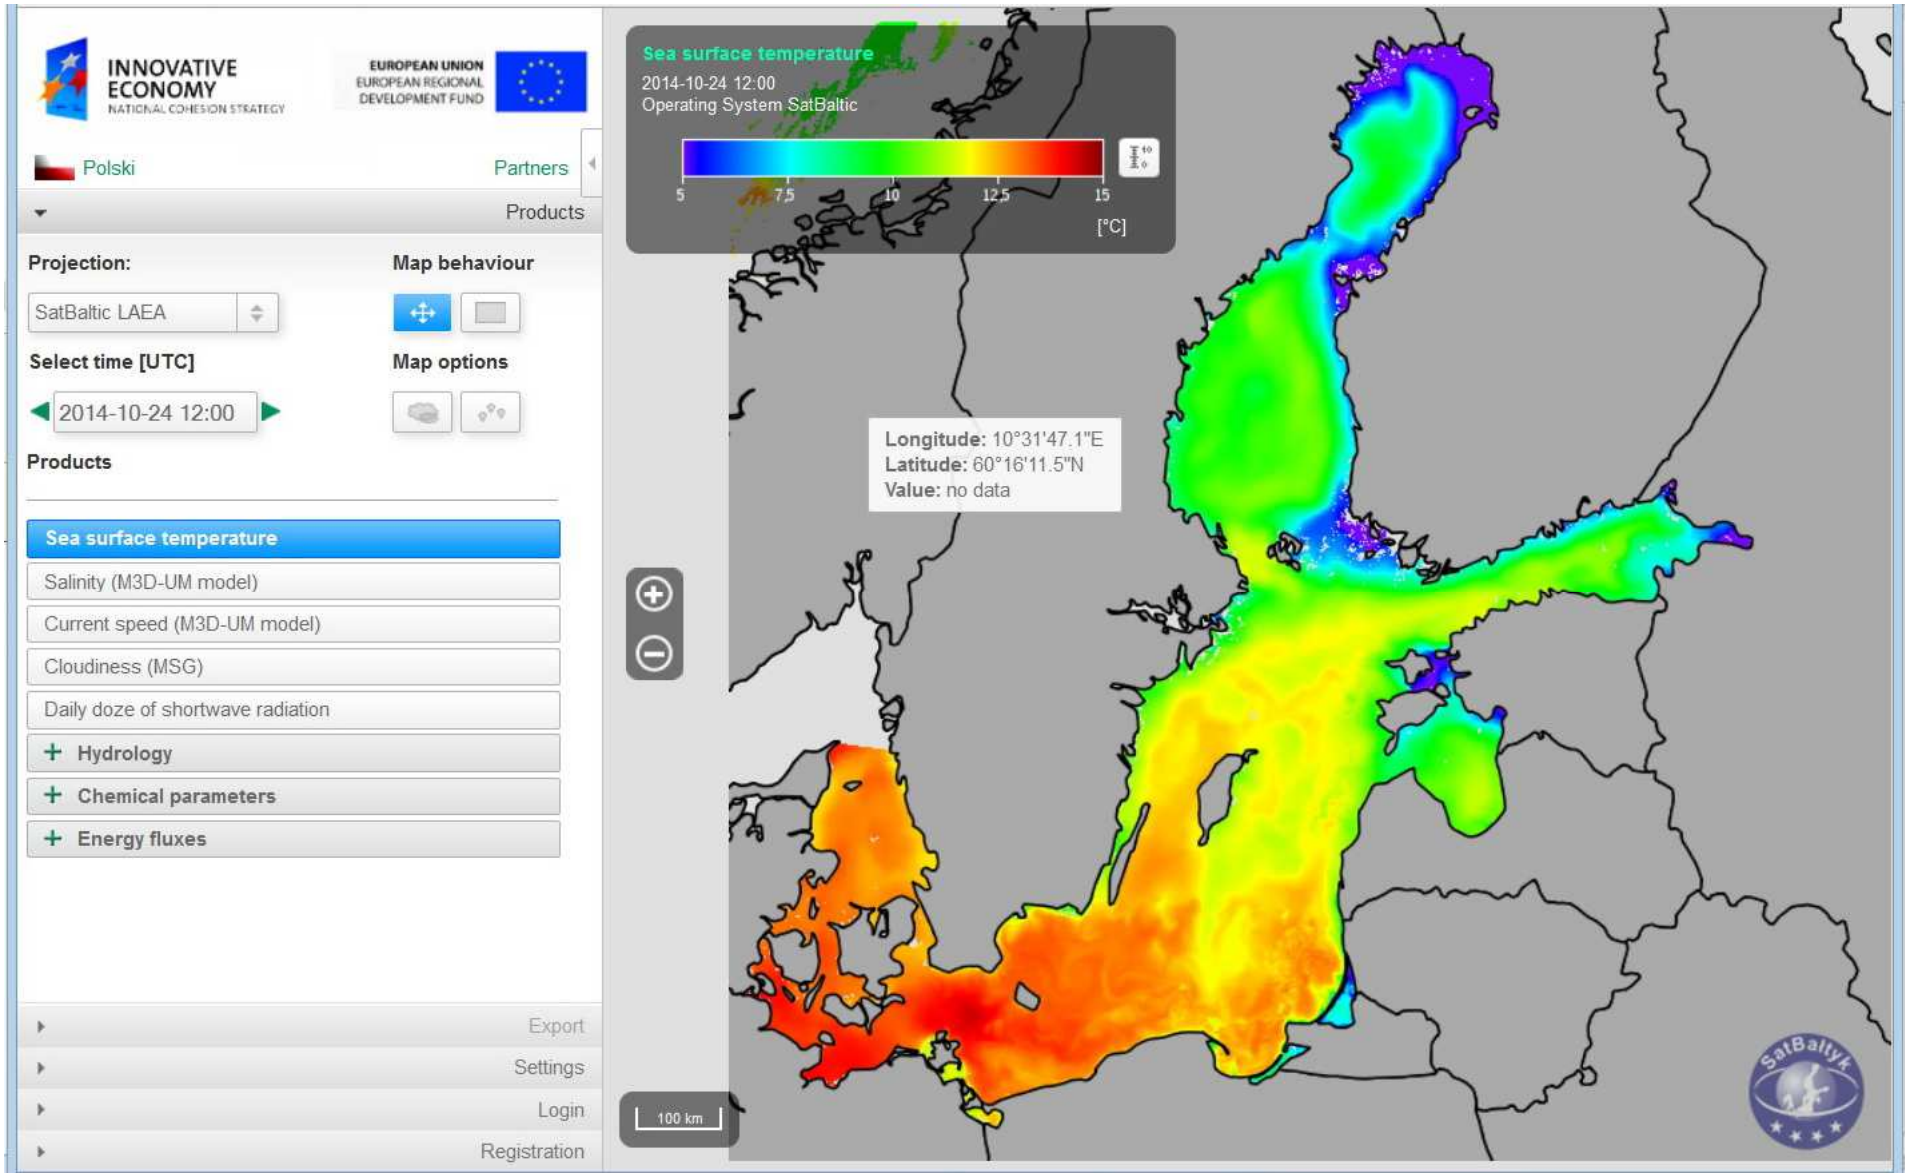 INNOVATIVE
ECONOMY
NATIONAL COHESION STRATEGY
EUROPEAN UNION
EUROPEAN REGIONAL
DEVELOPMENT FUND
Polski
Partners
Products
Projection:
Map behaviour
SatBaltic LAEA
Select time [UTC]
Map options
2014-10-24 12:00
Products
Sea surface temperature
Salinity (M3D-UM model)
Current speed (M3D-UM model)
Cloudiness (MSG)
Daily doze of shortwave radiation
+ Hydrology
+ Chemical parameters
+ Energy fluxes
Export
Settings
Login
Registration
Sea surface temperature
2014-10-24 12:00
Operating System SatBaltic
10
0
5 7,5 10 12,5 15
[°C]
Longitude: 10°31'47.1"E
Latitude: 60°16'11.5"N
Value: no data
100 km
SatBałtyk